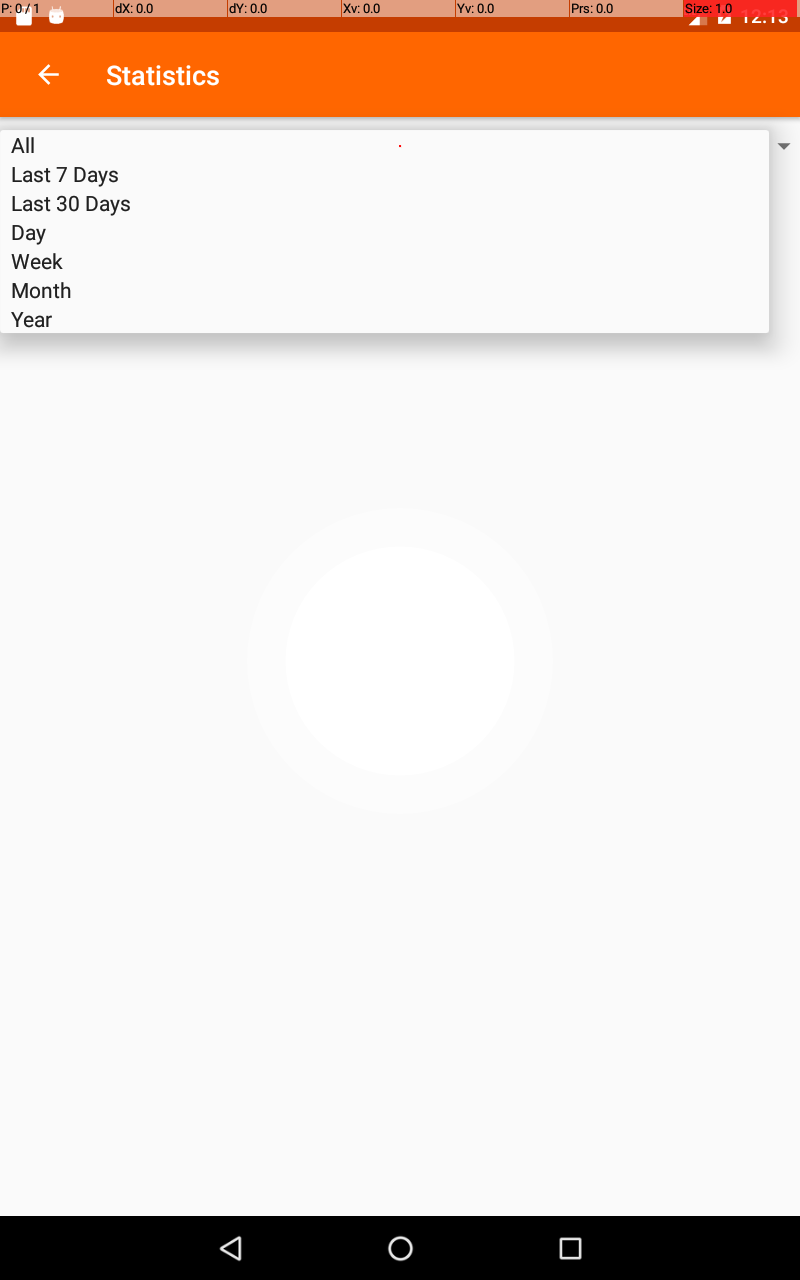 P: 0 / 1 dX: 0.0 dY: 0.0 Xv: 0.0 Yv: 0.0 Prs: 0.0 Size: 1.0
12:13
Statistics
All
Last 7 Days
Last 30 Days
Day
Week
Month
Year